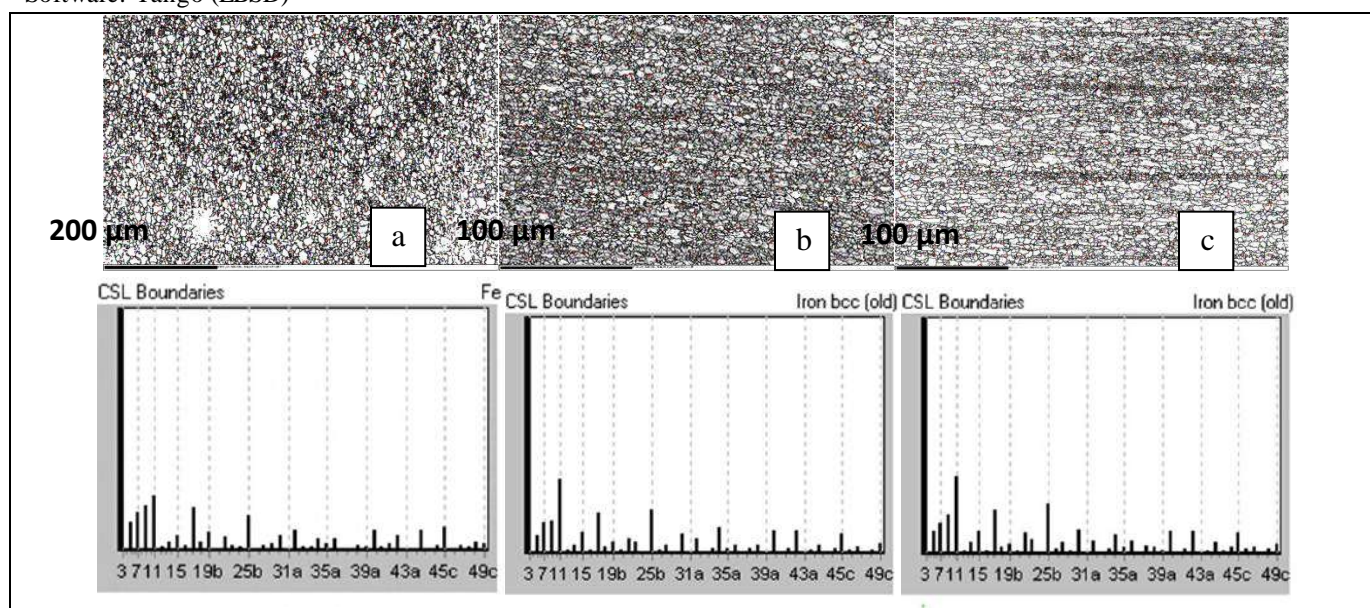 Software: Tango (EBSD)
200 µm
a
100 µm
b
100 µm
c
CSL Boundaries Fe
3 7 11 15 19b 25b 31a 35a 39a 43a 45c 49c
CSL Boundaries Iron bcc (old)
3 7 11 15 19b 25b 31a 35a 39a 43a 45c 49c
CSL Boundaries Iron bcc (old)
3 7 11 15 19b 25b 31a 35a 39a 43a 45c 49c